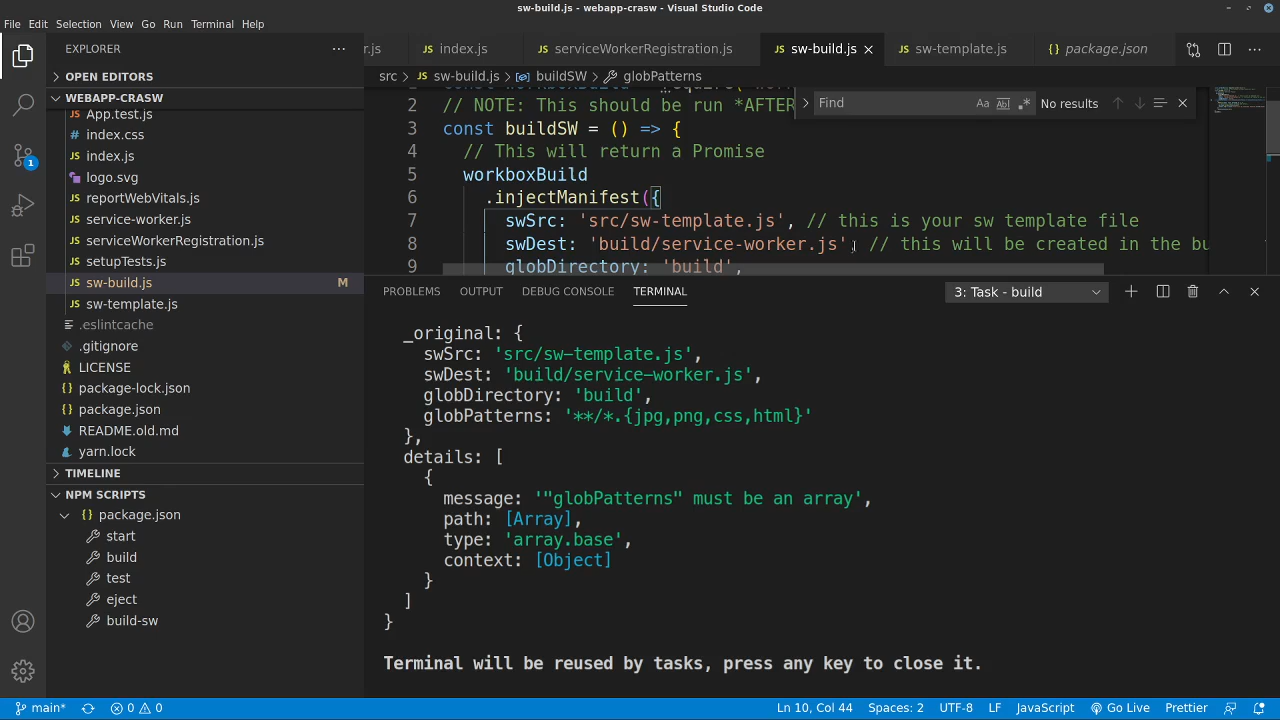 sw-build.js - webapp-crasw - Visual Studio Code
File Edit Selection View Go Run Terminal Help
EXPLORER
r.js index.js serviceWorkerRegistration.js sw-build.js sw-template.js package.json
OPEN EDITORS
WEBAPP-CRASW
App.test.js
index.css
index.js
logo.svg
reportWebVitals.js
service-worker.js
serviceWorkerRegistration.js
setupTests.js
sw-build.js M
sw-template.js
.eslintcache
.gitignore
LICENSE
package-lock.json
package.json
README.old.md
yarn.lock
TIMELINE
NPM SCRIPTS
package.json
start
build
test
eject
build-sw
1
src > sw-build.js > buildSW > globPatterns
Find Aa Abl .* No results
2 // NOTE: This should be run *AFTER
3 const buildSW = () => {
4 // This will return a Promise
5 workboxBuild
6 .injectManifest({
7 swSrc: 'src/sw-template.js', // this is your sw template file
8 swDest: 'build/service-worker.js', // this will be created in the bu
9 globDirectory: 'build',
PROBLEMS OUTPUT DEBUG CONSOLE TERMINAL 3: Task - build
_original: {
swSrc: 'src/sw-template.js',
swDest: 'build/service-worker.js',
globDirectory: 'build',
globPatterns: '**/*.{jpg,png,css,html}'
},
details: [
{
message: '"globPatterns" must be an array',
path: [Array],
type: 'array.base',
context: [Object]
}
]
}
Terminal will be reused by tasks, press any key to close it.
main* 0 0 Ln 10, Col 44 Spaces: 2 UTF-8 LF JavaScript Go Live Prettier